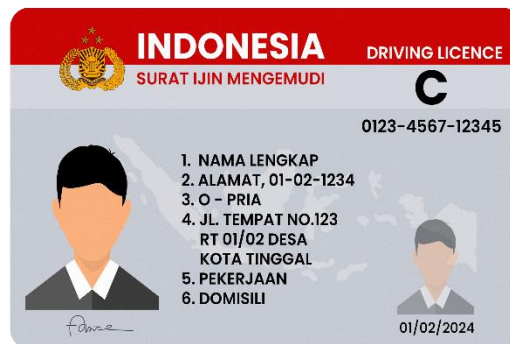 INDONESIA
SURAT IJIN MENGEMUDI
DRIVING LICENCE
C
0123-4567-12345
1. NAMA LENGKAP
2. ALAMAT, 01-02-1234
3. O - PRIA
4. JL. TEMPAT NO.123
RT 01/02 DESA
KOTA TINGGAL
5. PEKERJAAN
6. DOMISILI
01/02/2024